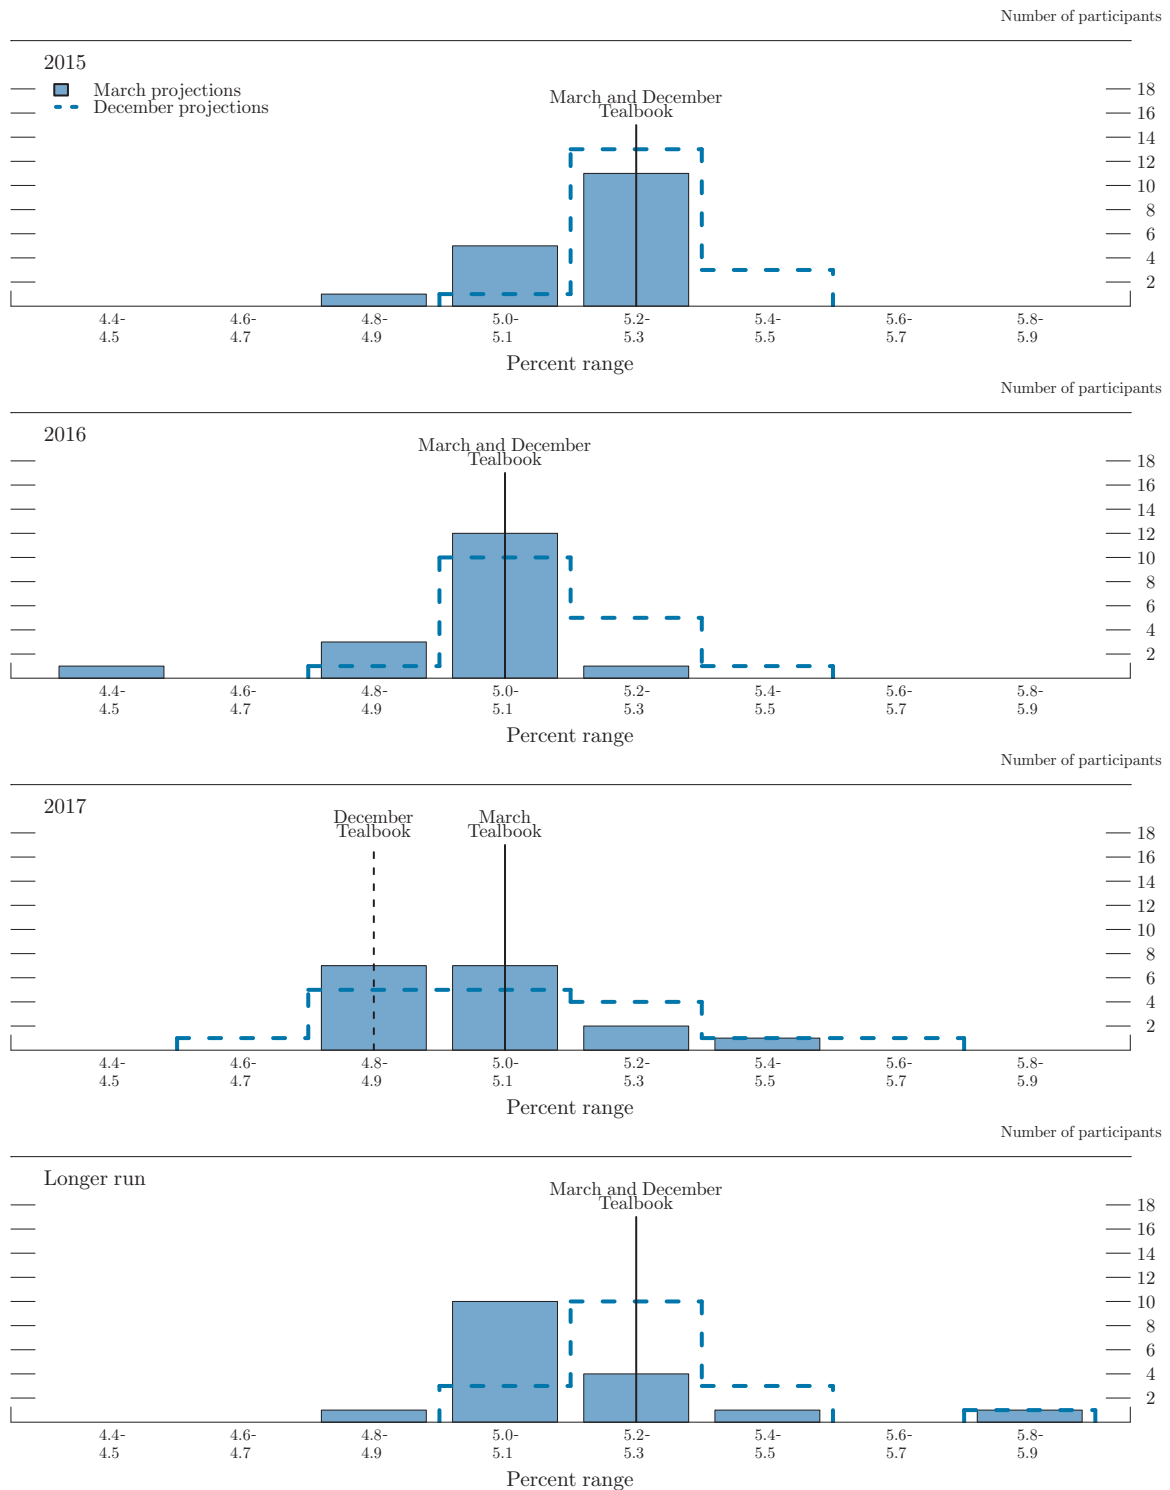 Number of participants
2015
March projections
December projections
March and December
Tealbook
18
16
14
12
10
8
6
4
2
4.4- 4.6- 4.8- 5.0- 5.2- 5.4- 5.6- 5.8-
4.5 4.7 4.9 5.1 5.3 5.5 5.7 5.9
Percent range
Number of participants
2016
March and December
Tealbook
18
16
14
12
10
8
6
4
2
4.4- 4.6- 4.8- 5.0- 5.2- 5.4- 5.6- 5.8-
4.5 4.7 4.9 5.1 5.3 5.5 5.7 5.9
Percent range
Number of participants
2017
December March
Tealbook Tealbook
18
16
14
12
10
8
6
4
2
4.4- 4.6- 4.8- 5.0- 5.2- 5.4- 5.6- 5.8-
4.5 4.7 4.9 5.1 5.3 5.5 5.7 5.9
Percent range
Number of participants
Longer run
March and December
Tealbook
18
16
14
12
10
8
6
4
2
4.4- 4.6- 4.8- 5.0- 5.2- 5.4- 5.6- 5.8-
4.5 4.7 4.9 5.1 5.3 5.5 5.7 5.9
Percent range